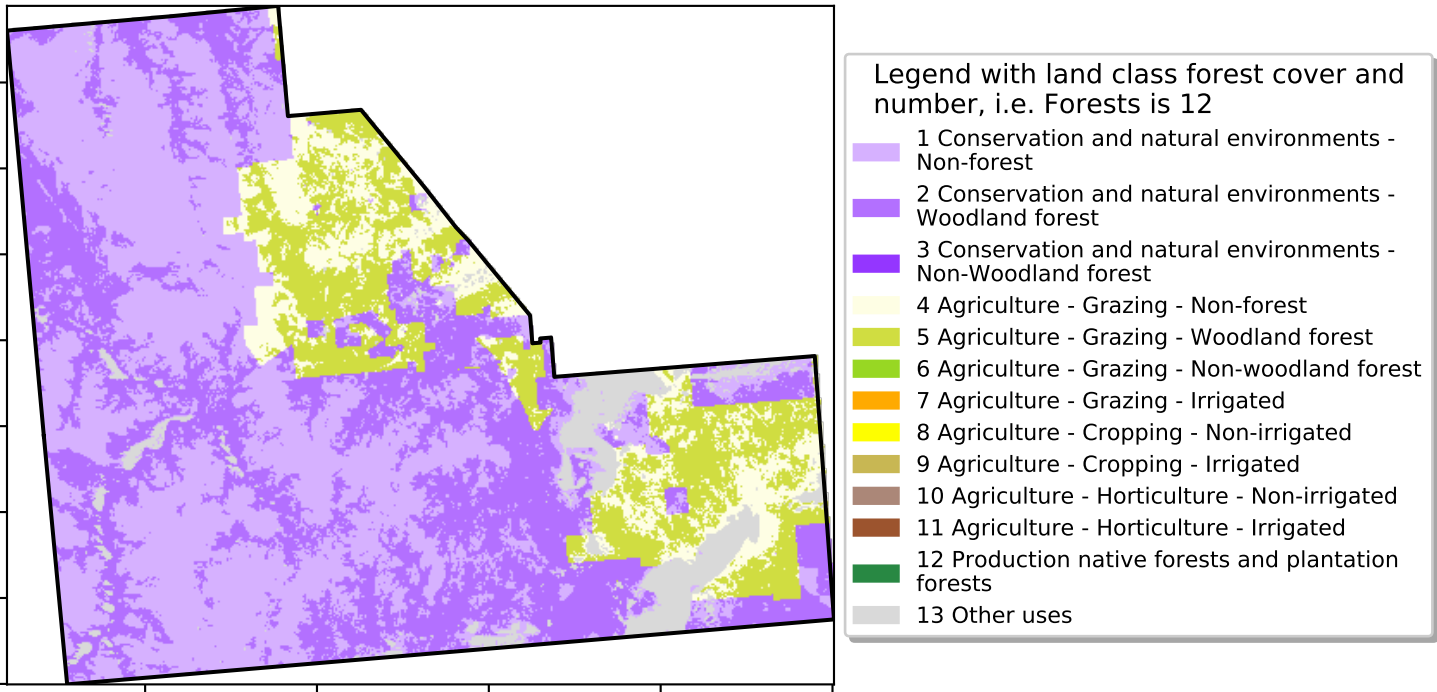 Legend with land class forest cover and
number, i.e. Forests is 12
1 Conservation and natural environments -
Non-forest
2 Conservation and natural environments -
Woodland forest
3 Conservation and natural environments -
Non-Woodland forest
4 Agriculture - Grazing - Non-forest
5 Agriculture - Grazing - Woodland forest
6 Agriculture - Grazing - Non-woodland forest
7 Agriculture - Grazing - Irrigated
8 Agriculture - Cropping - Non-irrigated
9 Agriculture - Cropping - Irrigated
10 Agriculture - Horticulture - Non-irrigated
11 Agriculture - Horticulture - Irrigated
12 Production native forests and plantation
forests
13 Other uses